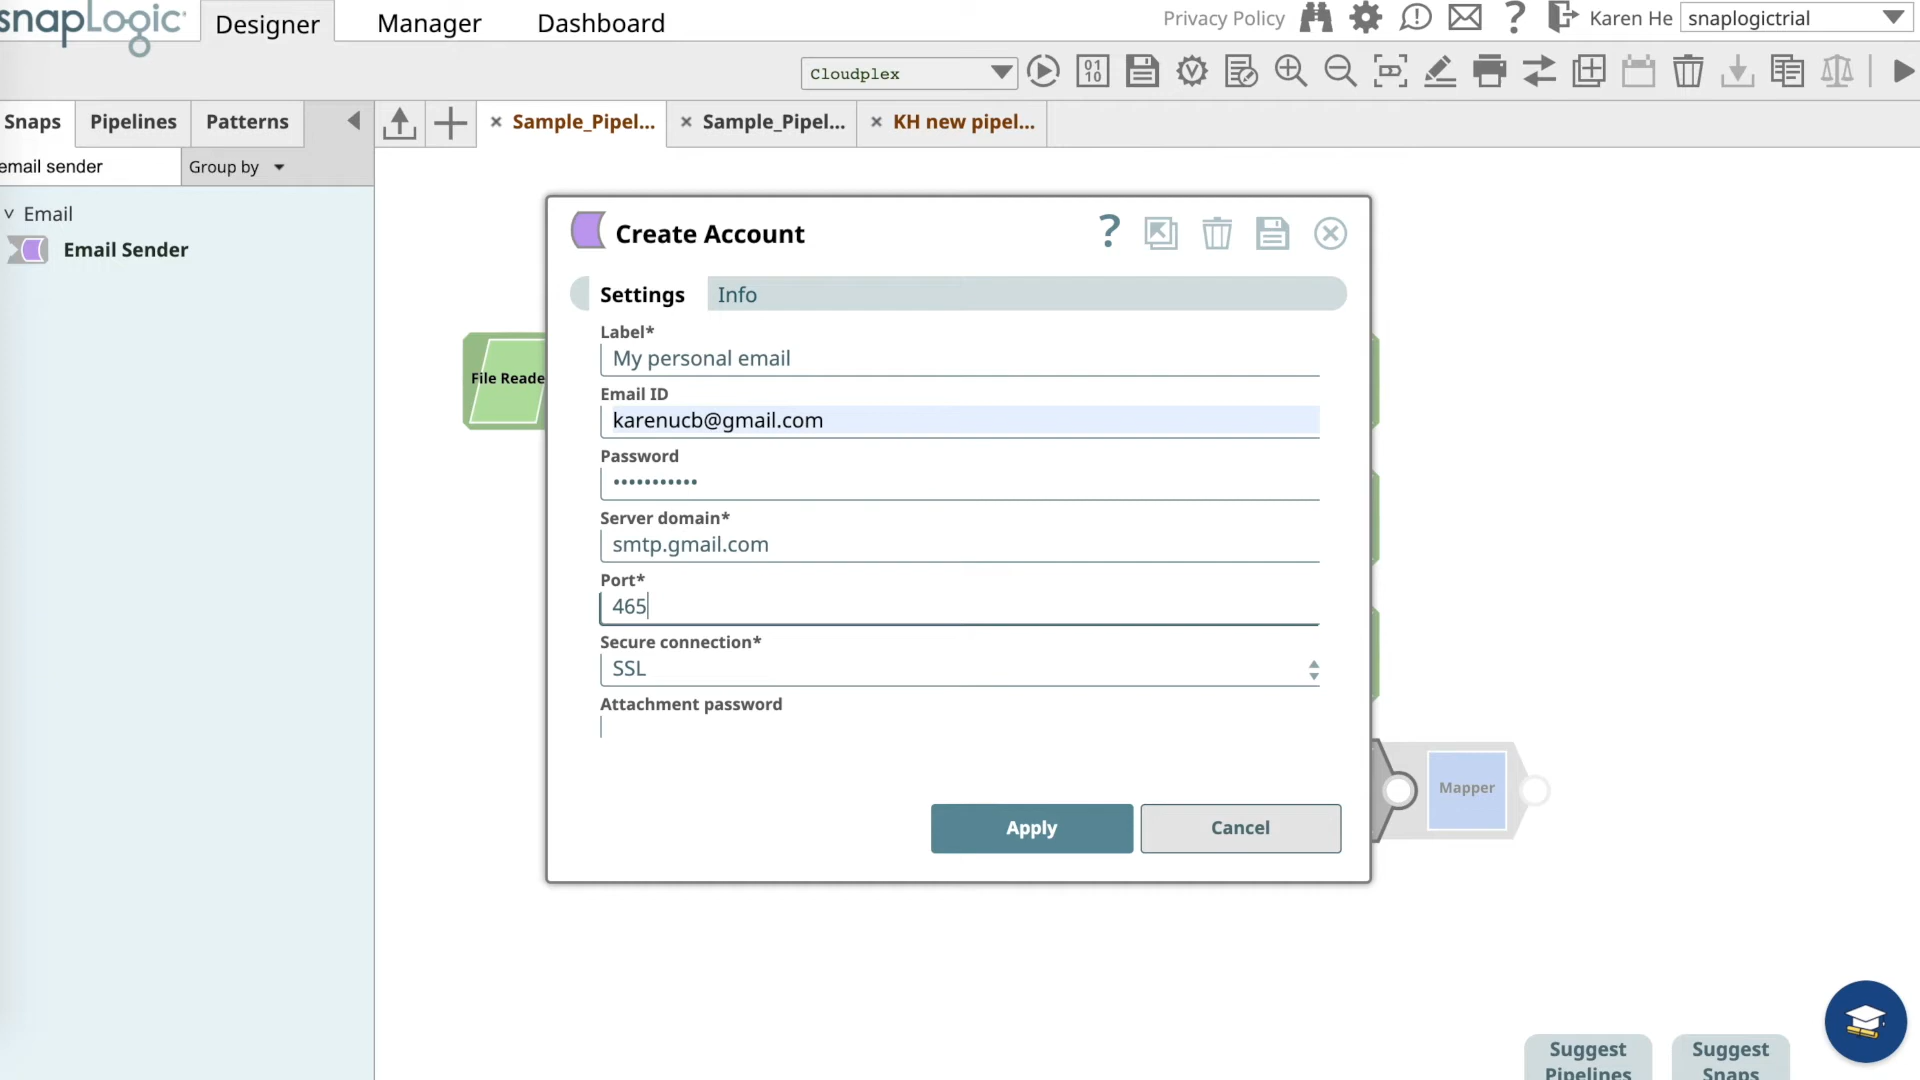 snapLogic
Designer
Manager
Dashboard
Privacy Policy
Karen He
snaplogictrial
Cloudplex
Snaps
Pipelines
Patterns
Sample_Pipel...
Sample_Pipel...
KH new pipel...
email sender
Group by
Email
Email Sender
Create Account
Settings
Info
Label*
My personal email
Email ID
karenucb@gmail.com
Password
•••••••••••
Server domain*
smtp.gmail.com
Port*
465
Secure connection*
SSL
Attachment password
Apply
Cancel
File Reade
Mapper
Suggest
Pipelines
Suggest
Snaps